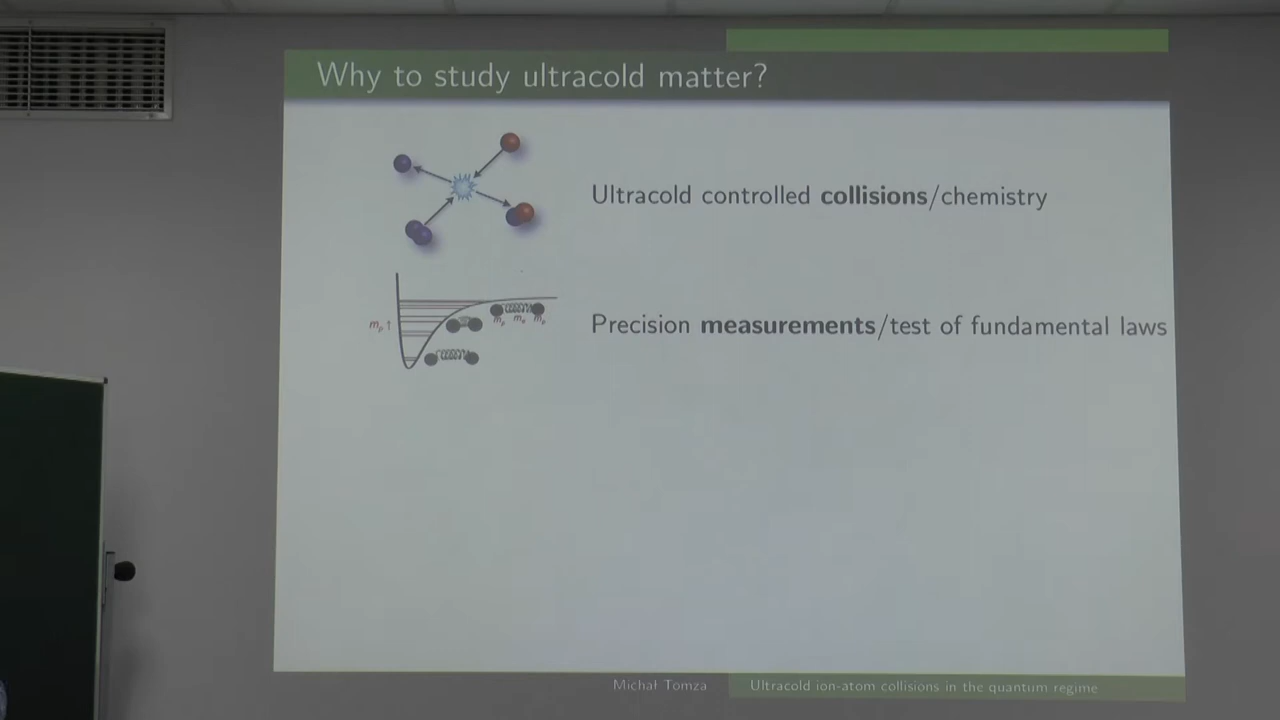 Why to study ultracold matter?
Ultracold controlled collisions/chemistry
Precision measurements/test of fundamental laws
Michał Tomza
Ultracold ion-atom collisions in the quantum regime